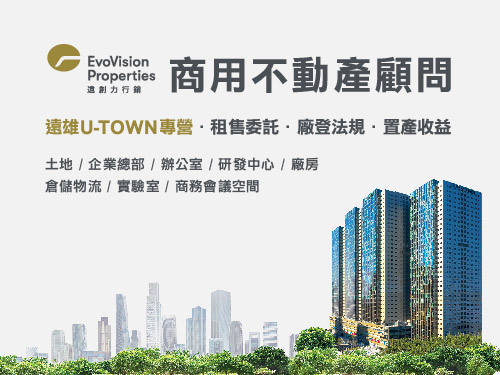 EvoVision
Properties
遠創力行銷
商用不動產顧問
遠雄U-TOWN專營・租售委託・廠登法規・置產收益
土地 / 企業總部 / 辦公室 / 研發中心 / 廠房
倉儲物流 / 實驗室 / 商務會議空間